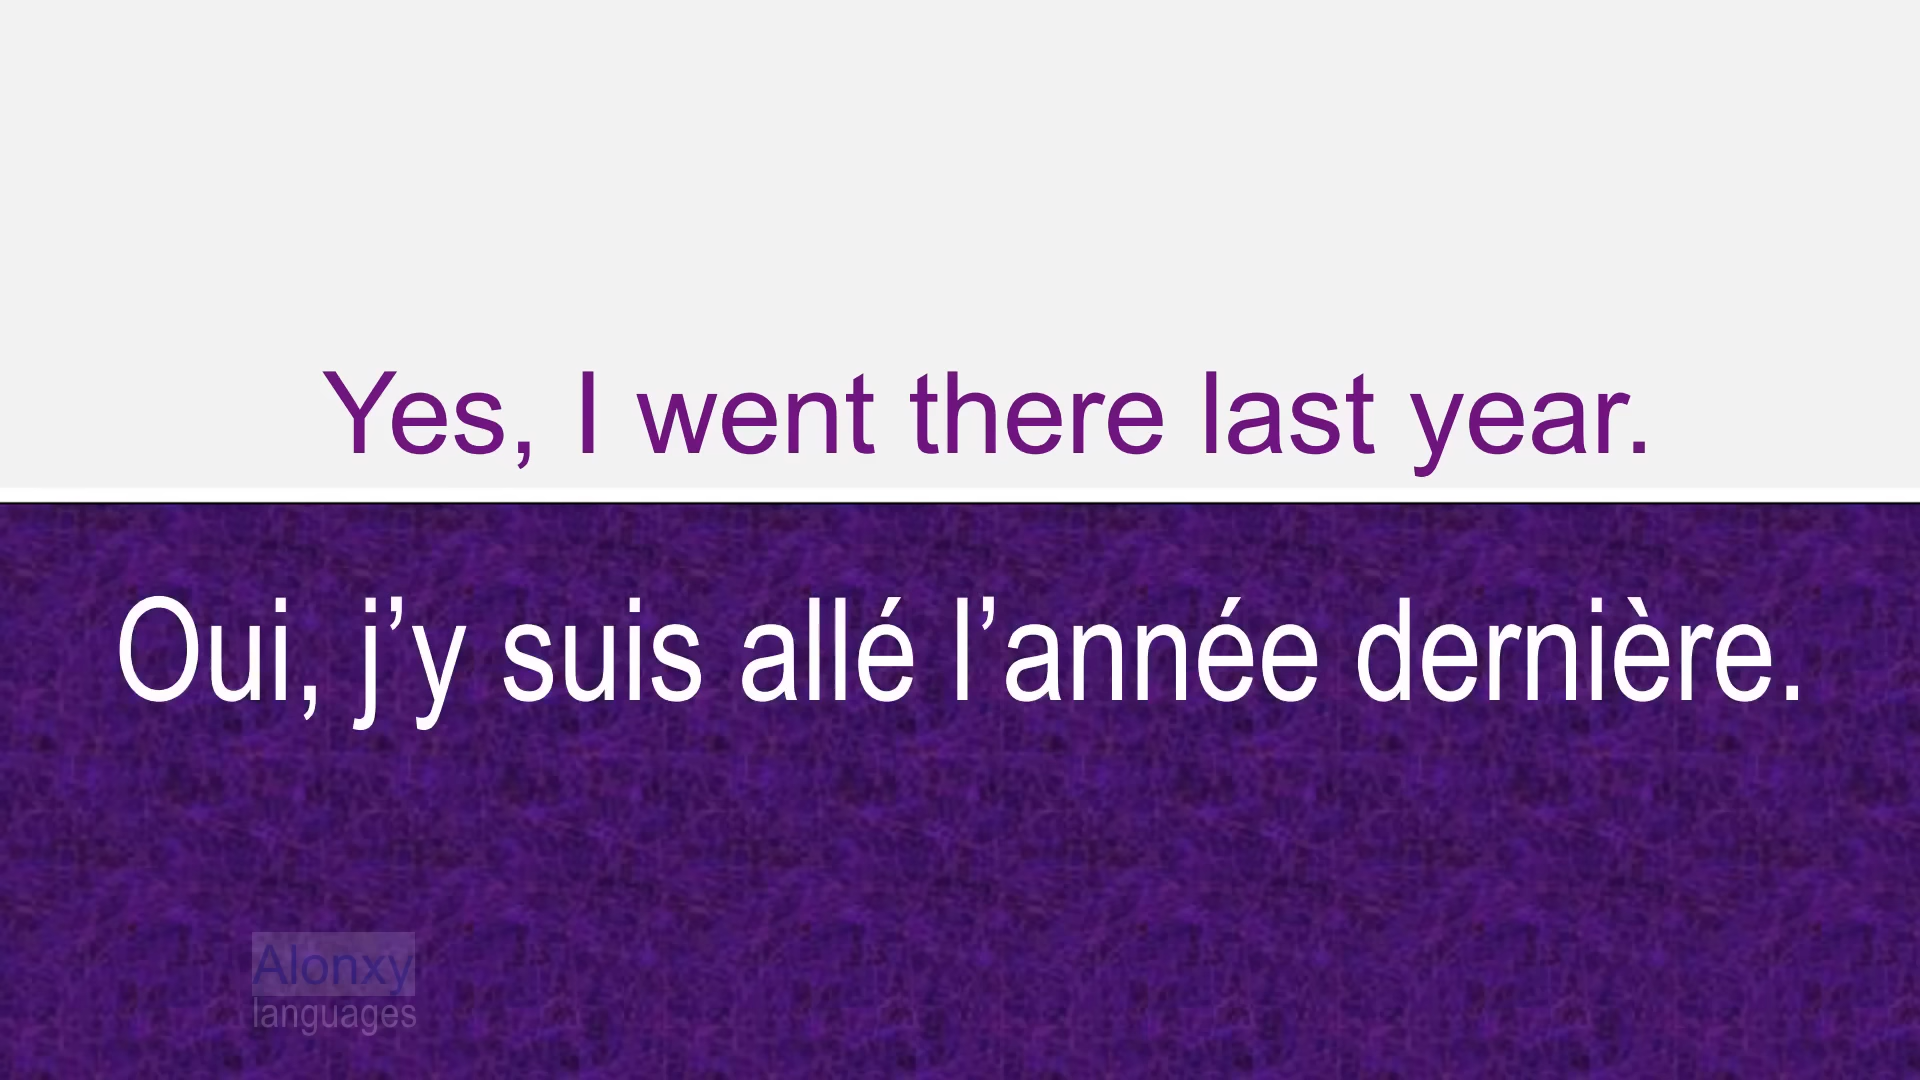 Yes, I went there last year.
Oui, j’y suis allé l’année dernière.
Alonxy
languages